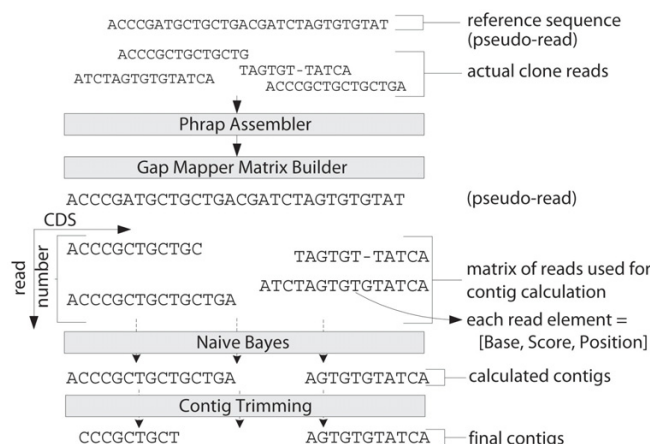 ACCCGATGCTGCTGACGATCTAGTGTGTAT
reference sequence
(pseudo-read)
ACCCGCTGCTGCTG
ATCTAGTGTGTATCA
TAGTGT-TATCA
ACCCGCTGCTGCTGA
actual clone reads
Phrap Assembler
Gap Mapper Matrix Builder
ACCCGATGCTGCTGACGATCTAGTGTGTAT
(pseudo-read)
CDS
read
number
ACCCGCTGCTGC
TAGTGT-TATCA
ACCCGCTGCTGCTGA
ATCTAGTGTGTATCA
matrix of reads used for
contig calculation
each read element =
[Base, Score, Position]
Naive Bayes
ACCCGCTGCTGCTGA
AGTGTGTATCA
calculated contigs
Contig Trimming
CCCGCTGCT
AGTGTGTATCA
final contigs